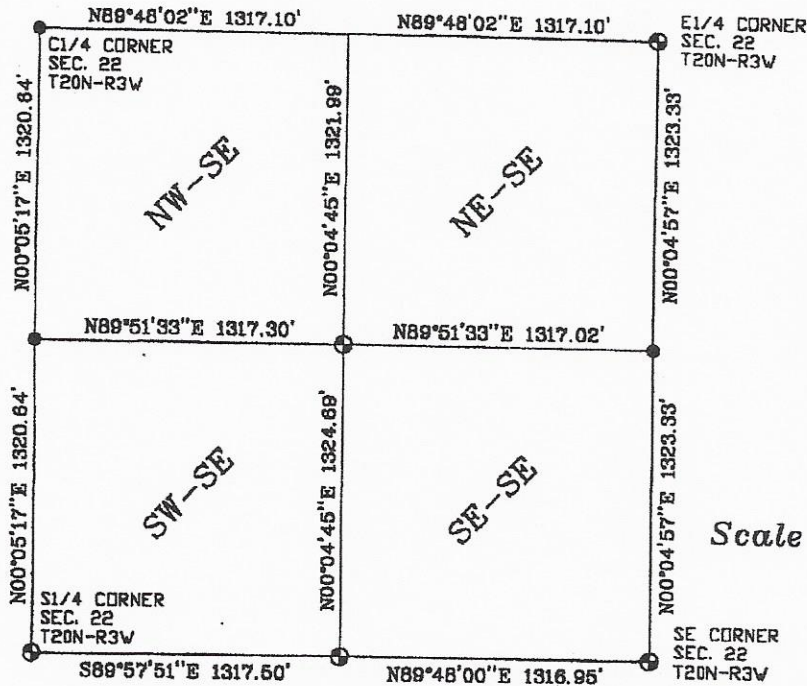 N89°48'02"E 1317.10'
N89°48'02"E 1317.10'
E1/4 CORNER
SEC. 22
T20N-R3W
C1/4 CORNER
SEC. 22
T20N-R3W
N00°05'17"E 1320.64'
NW-SE
N00°04'45"E 1321.99'
NE-SE
N00°04'57"E 1323.33'
N89°51'33"E 1317.30'
N89°51'33"E 1317.02'
N00°05'17"E 1320.64'
SW-SE
N00°04'45"E 1324.69'
SE-SE
N00°04'57"E 1323.33'
Scale
S1/4 CORNER
SEC. 22
T20N-R3W
SE CORNER
SEC. 22
T20N-R3W
S89°57'51"E 1317.50'
N89°48'00"E 1316.95'